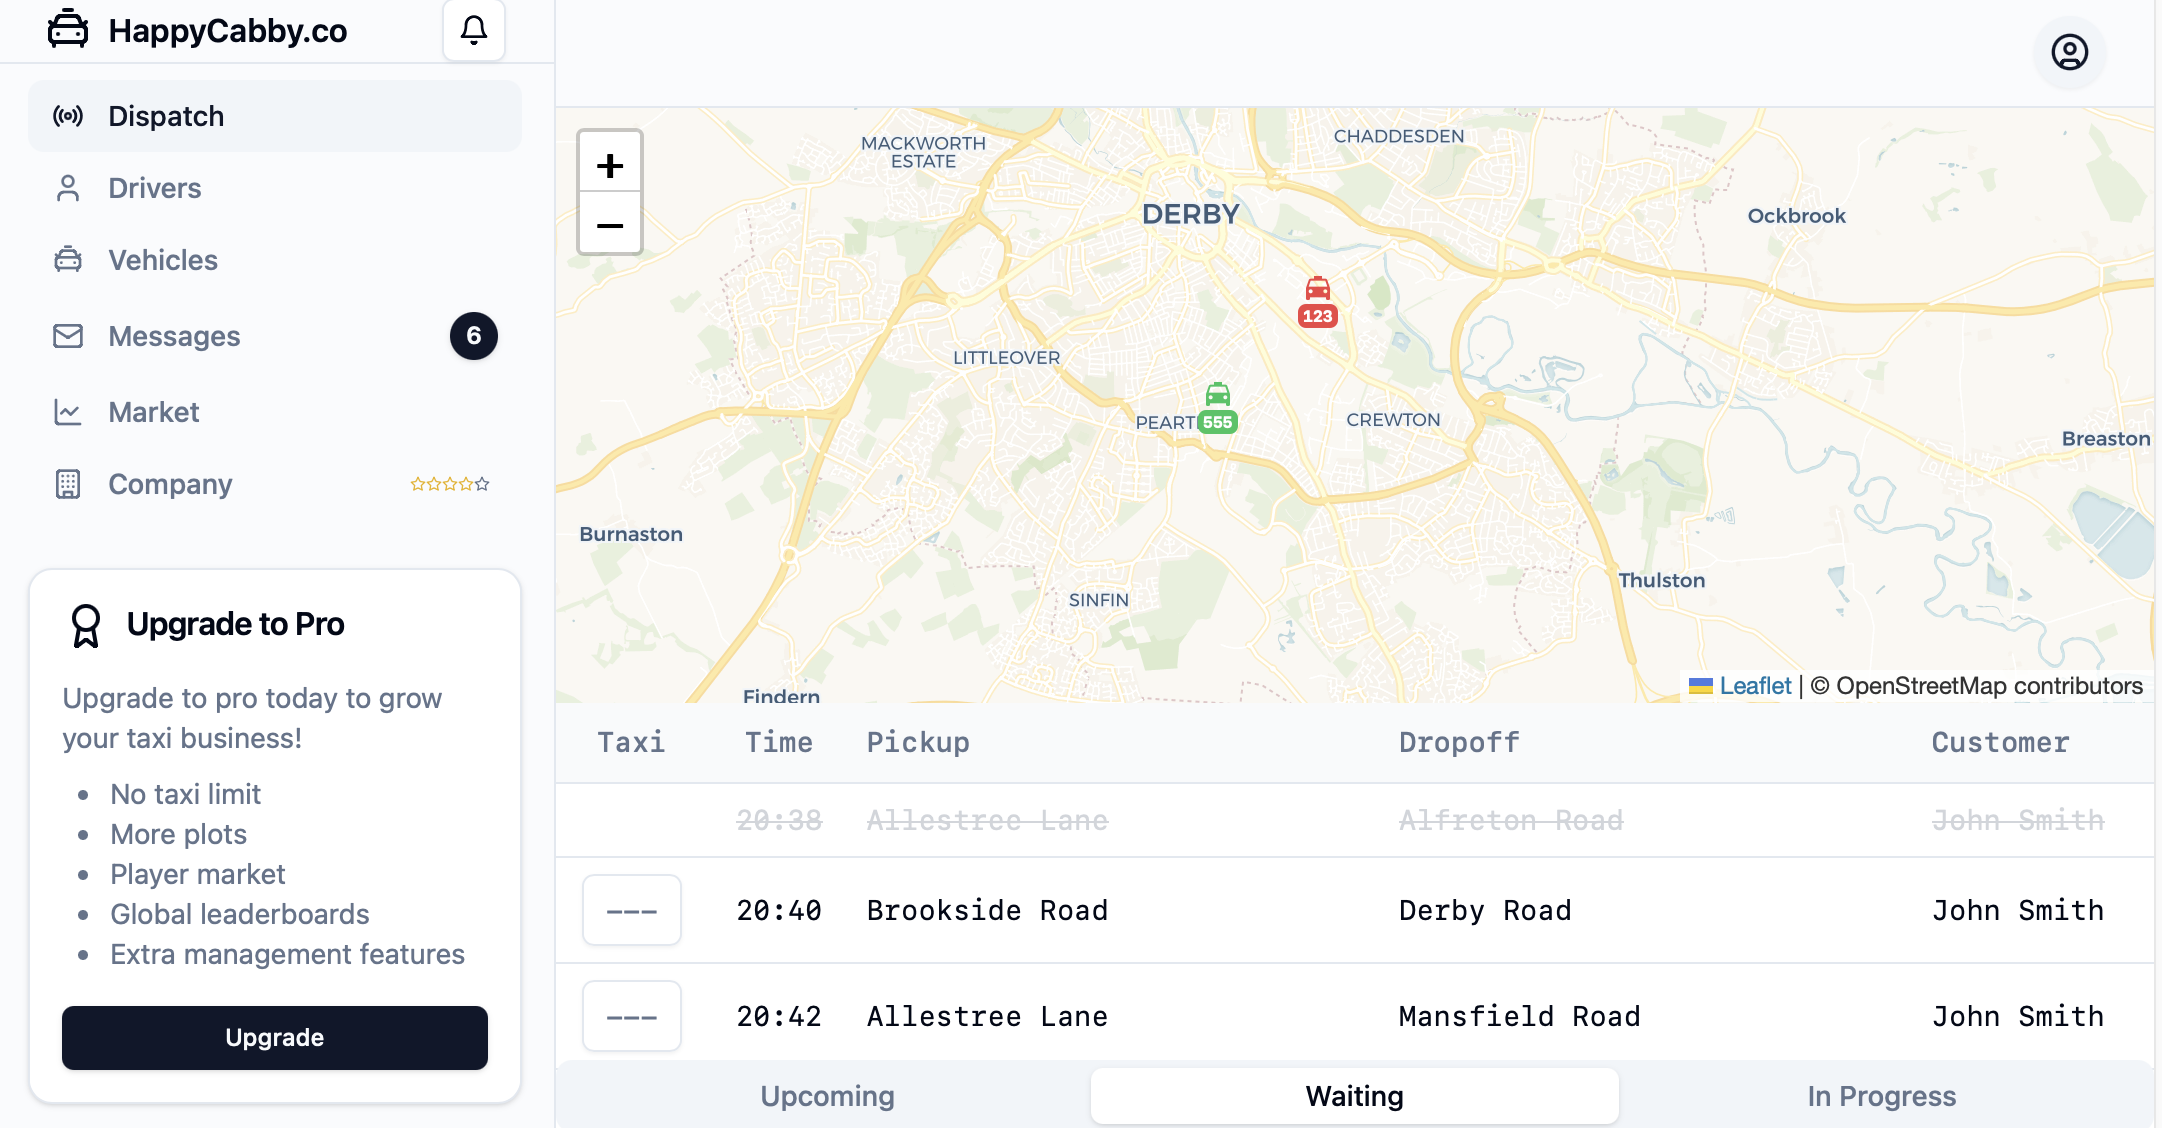 HappyCabby.co
Dispatch
Drivers
Vehicles
Messages 6
Market
Company
Upgrade to Pro
Upgrade to pro today to grow
your taxi business!
No taxi limit
More plots
Player market
Global leaderboards
Extra management features
Upgrade
+
−
MACKWORTH
ESTATE
CHADDESDEN
DERBY
Ockbrook
123
LITTLEOVER
PEART
555
CREWTON
Breaston
Burnaston
Thulston
SINFIN
Findern
Leaflet | © OpenStreetMap contributors
Taxi Time Pickup Dropoff Customer
20:38 Allestree Lane Alfreton Road John Smith
--- 20:40 Brookside Road Derby Road John Smith
--- 20:42 Allestree Lane Mansfield Road John Smith
Upcoming Waiting In Progress